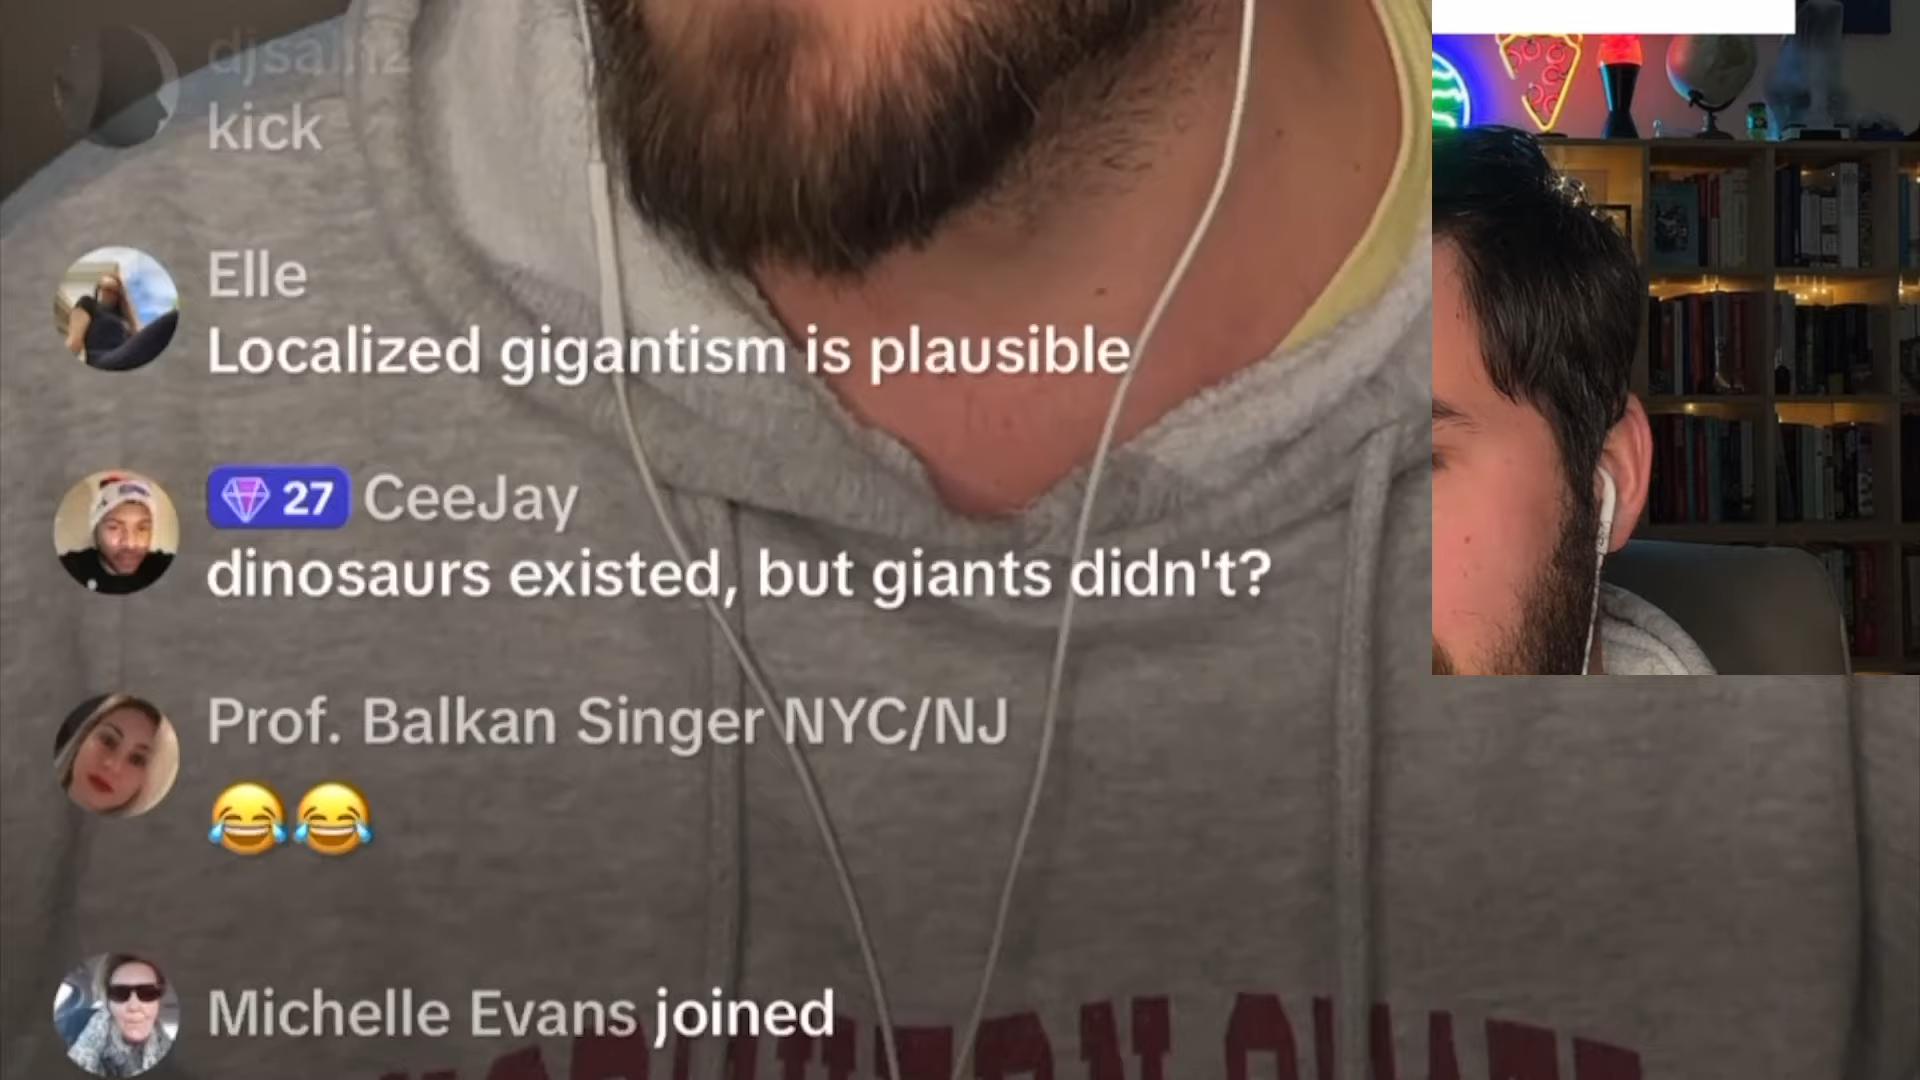 djsainz
kick
Elle
Localized gigantism is plausible
27 CeeJay
dinosaurs existed, but giants didn't?
Prof. Balkan Singer NYC/NJ
😂😂
Michelle Evans joined